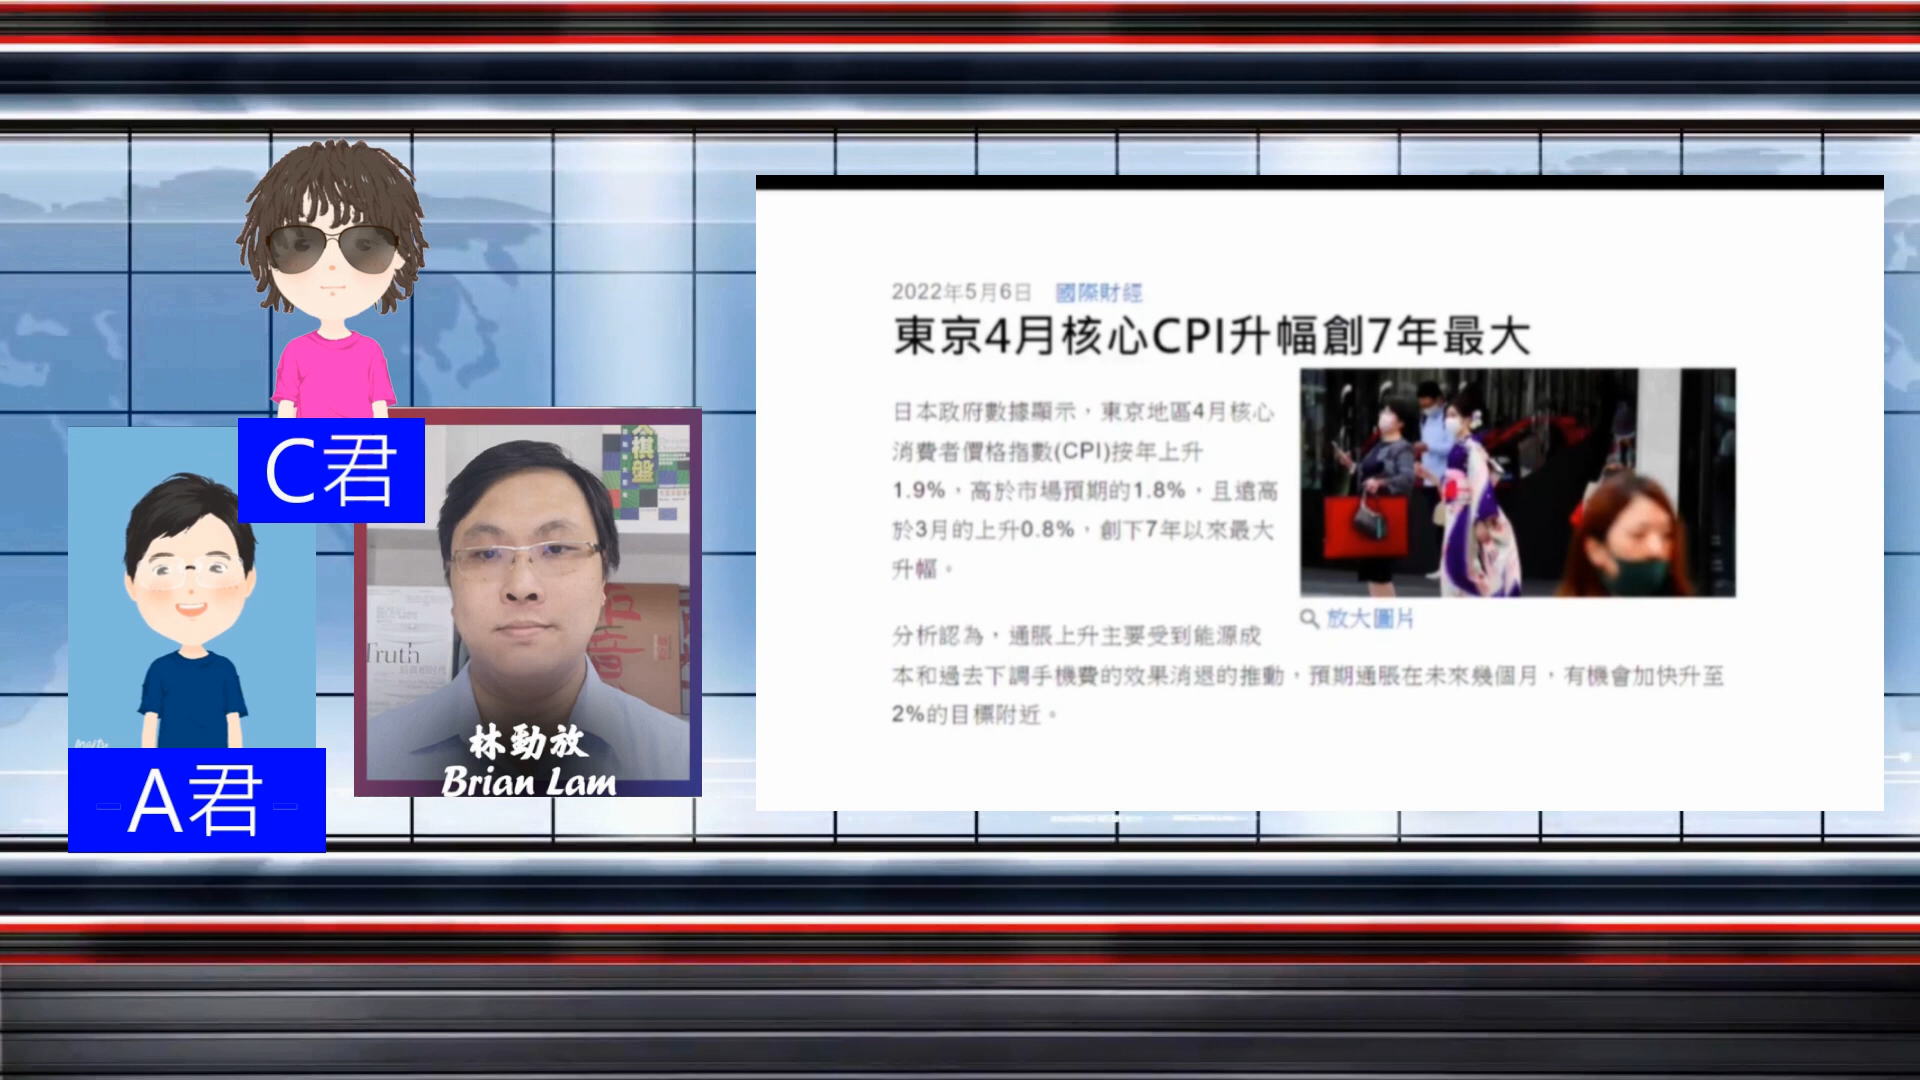 C君
A君
林勁放
Brian Lam
Truth
2022年5月6日 國際財經
東京4月核心CPI升幅創7年最大
日本政府數據顯示，東京地區4月核心
消費者價格指數(CPI)按年上升
1.9%，高於市場預期的1.8%，且遠高
於3月的上升0.8%，創下7年以來最大
升幅。
放大圖片
分析認為，通脹上升主要受到能源成
本和過去下調手機費的效果消退的推動，預期通脹在未來幾個月，有機會加快升至
2%的目標附近。